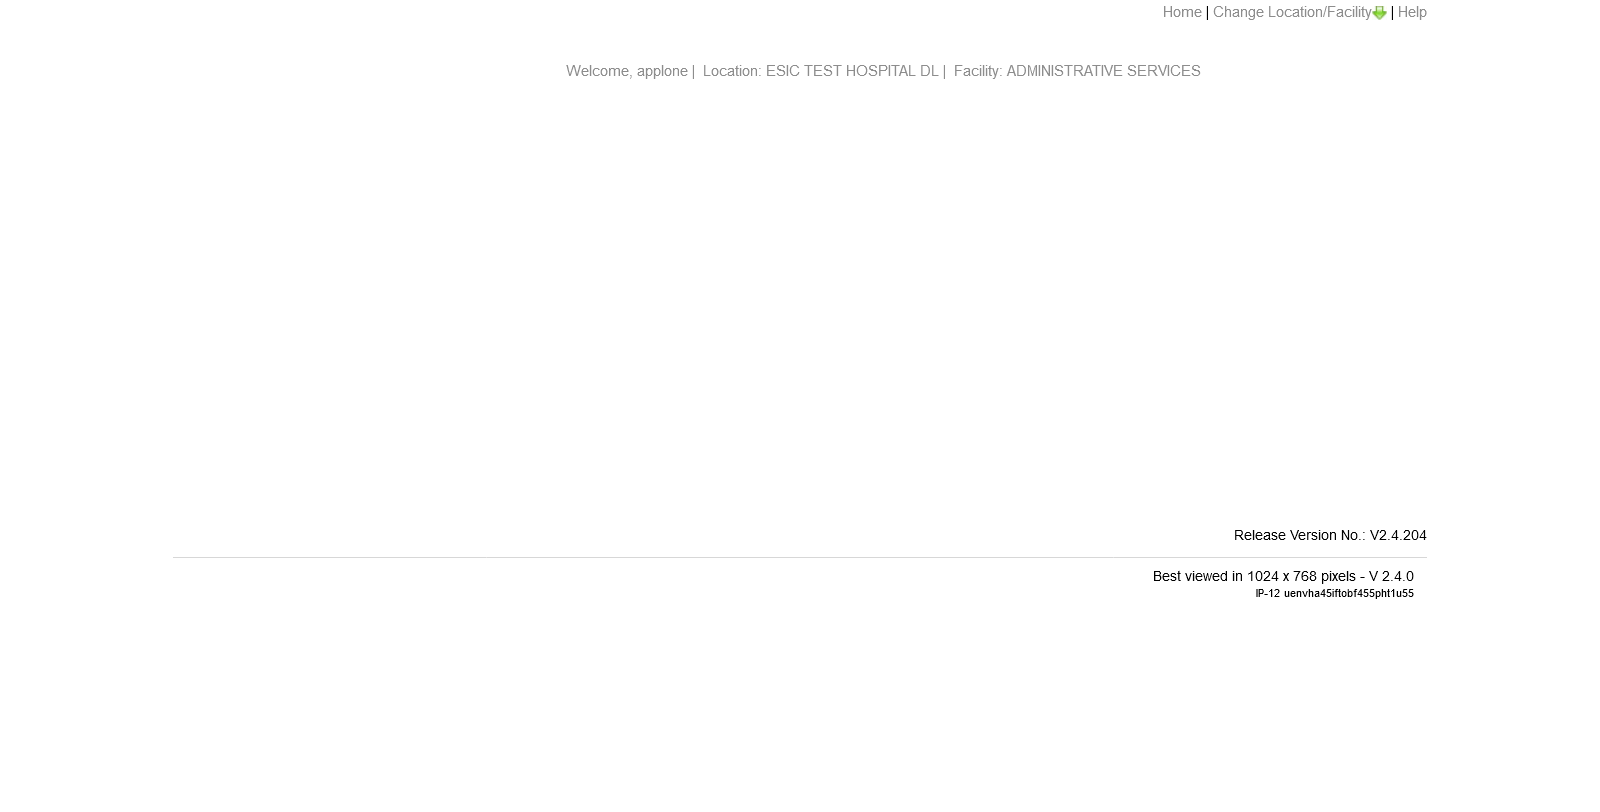 Home | Change Location/Facility | Help
Welcome, applone | Location: ESIC TEST HOSPITAL DL | Facility: ADMINISTRATIVE SERVICES
Release Version No.: V2.4.204
Best viewed in 1024 x 768 pixels - V 2.4.0
IP-12 uenvha45iftobf455pht1u55